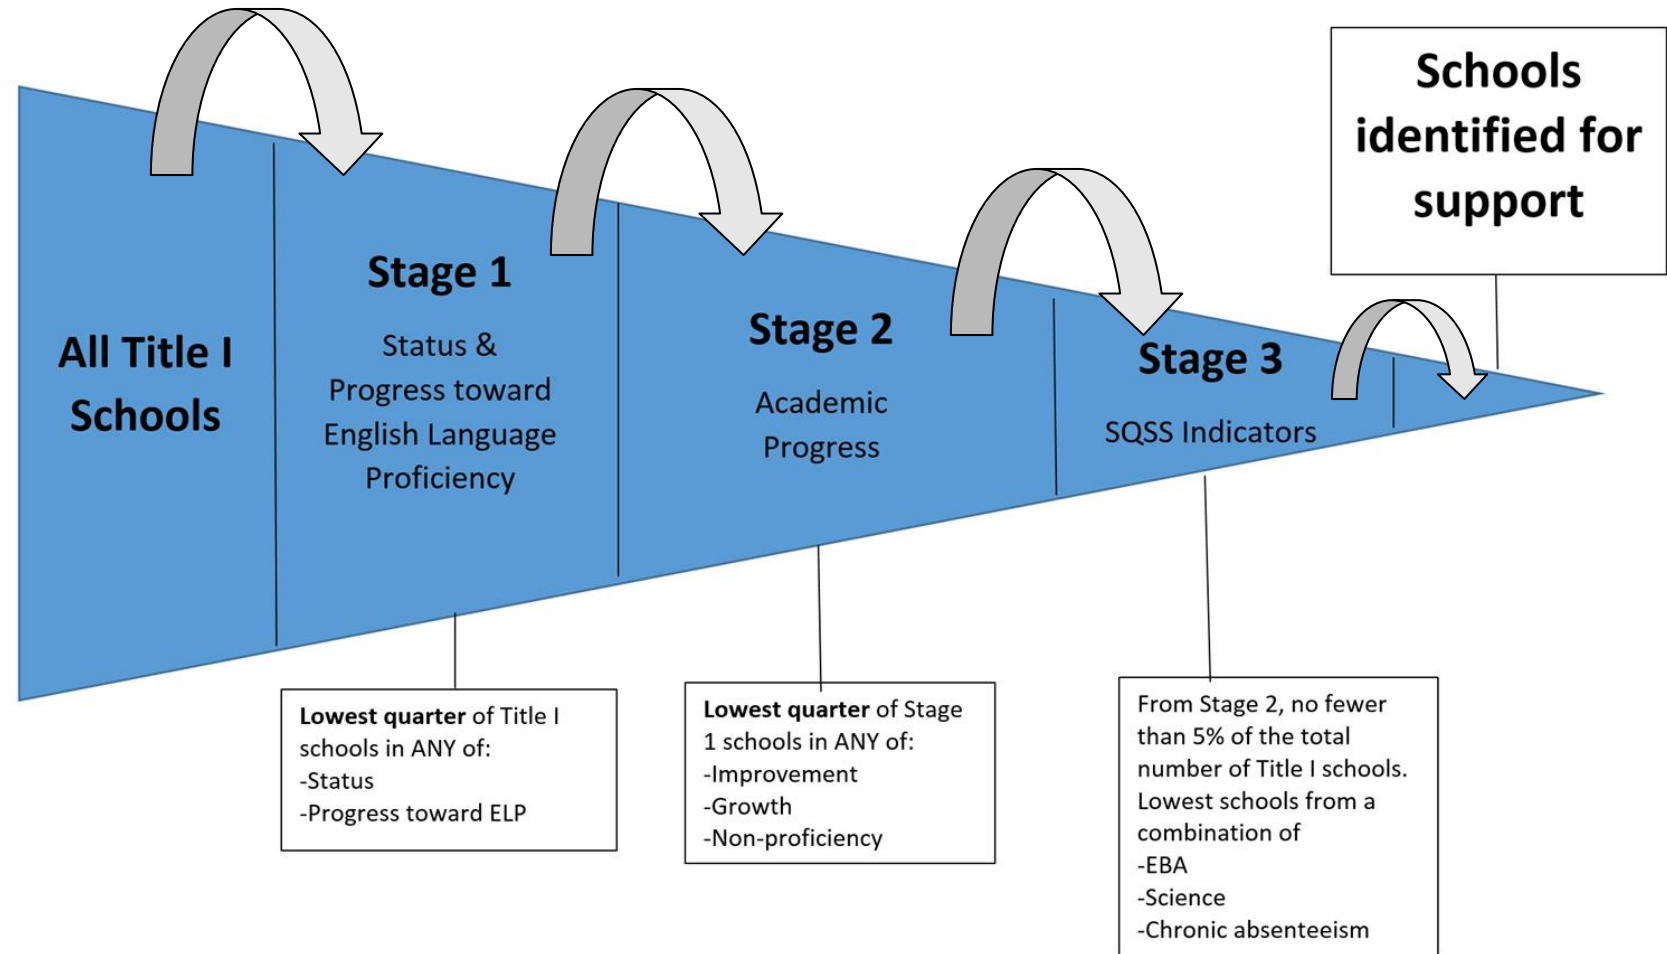 Schools
identified for
support
All Title I
Schools
Stage 1
Status &
Progress toward
English Language
Proficiency
Stage 2
Academic
Progress
Stage 3
SQSS Indicators
Lowest quarter of Title I
schools in ANY of:
-Status
-Progress toward ELP
Lowest quarter of Stage
1 schools in ANY of:
-Improvement
-Growth
-Non-proficiency
From Stage 2, no fewer
than 5% of the total
number of Title I schools.
Lowest schools from a
combination of
-EBA
-Science
-Chronic absenteeism